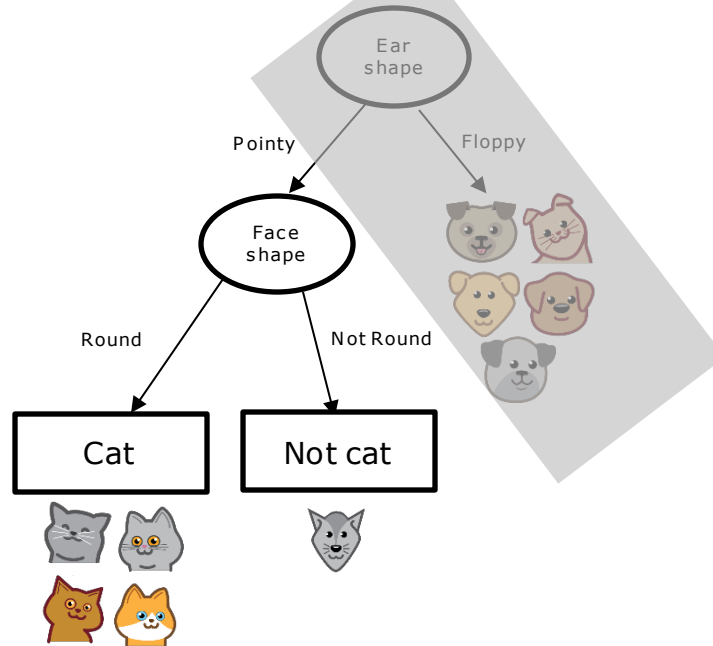 Ear
shape
Pointy
Floppy
Face
shape
Round
Not Round
Cat
Not cat